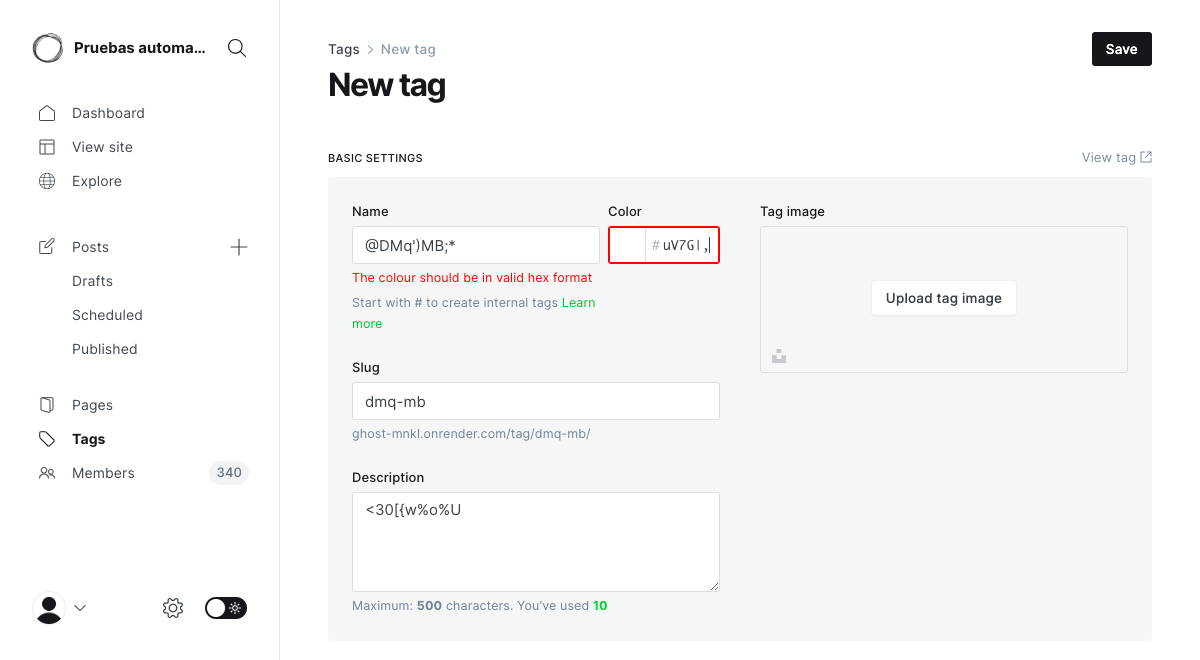 Pruebas automa...
Dashboard
View site
Explore
Posts
Drafts
Scheduled
Published
Pages
Tags
Members 340
Tags > New tag
New tag
Save
BASIC SETTINGS
View tag
Name
@DMq')MB;*
Color
# uV7G|,
The colour should be in valid hex format
Start with # to create internal tags Learn
more
Slug
dmq-mb
ghost-mnkl.onrender.com/tag/dmq-mb/
Description
<30[{w%o%U
Maximum: 500 characters. You've used 10
Tag image
Upload tag image